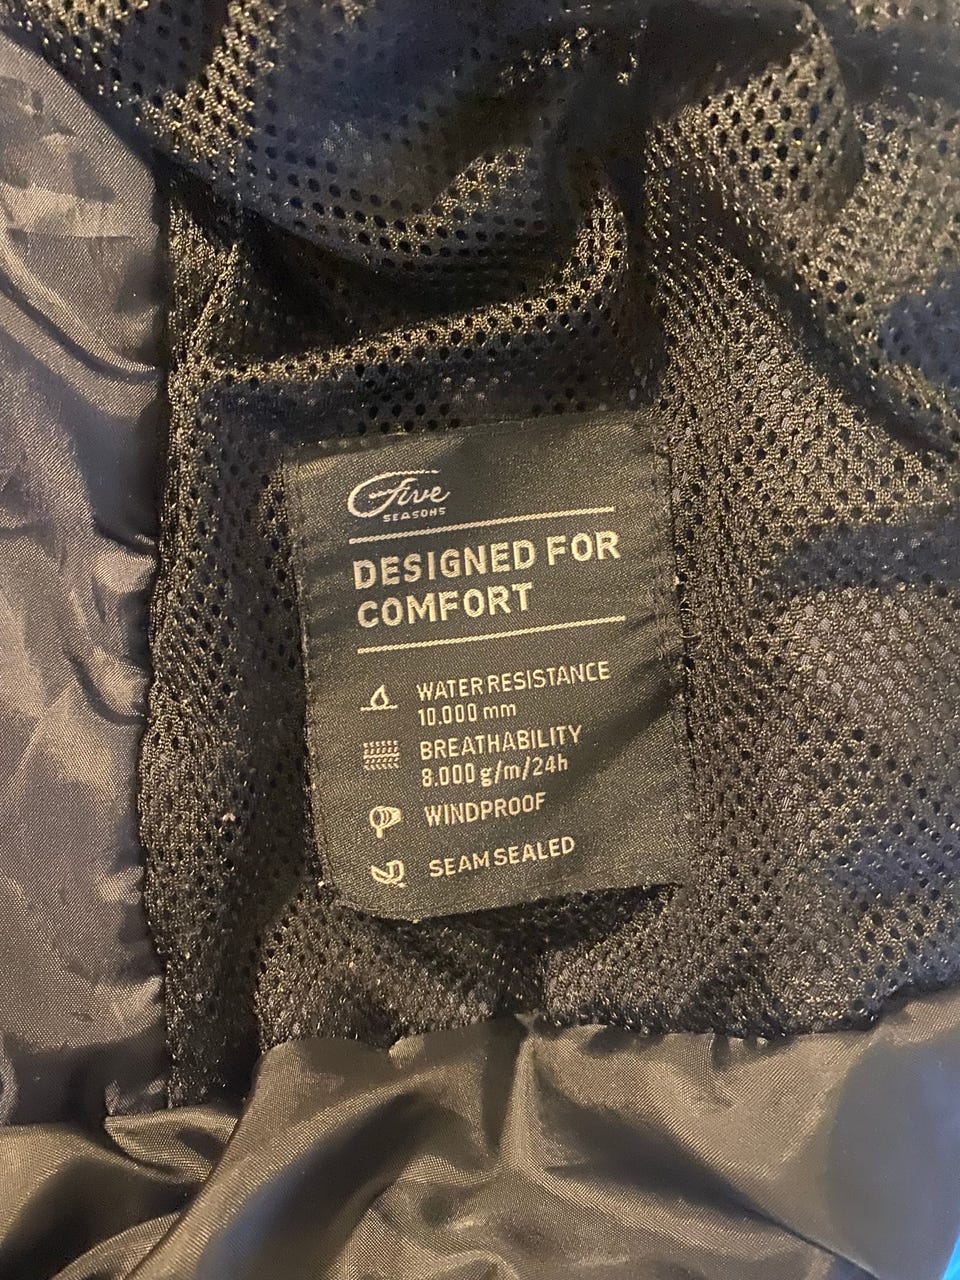 Five
SEASONS
DESIGNED FOR
COMFORT
WATER RESISTANCE
10.000 mm
BREATHABILITY
8.000 g/m/24h
WINDPROOF
SEAM SEALED